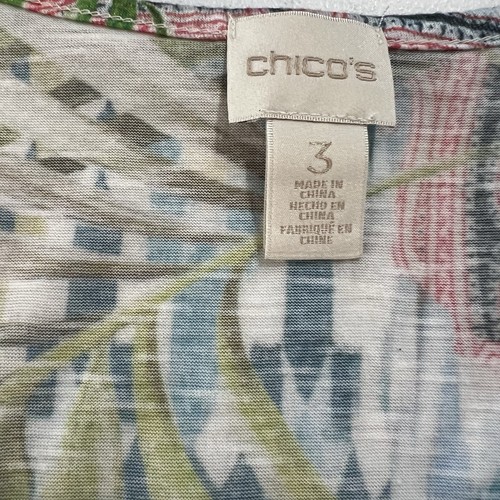 chico's
3
MADE IN
CHINA
HECHO EN
CHINA
FABRIQUÉ EN
CHINE